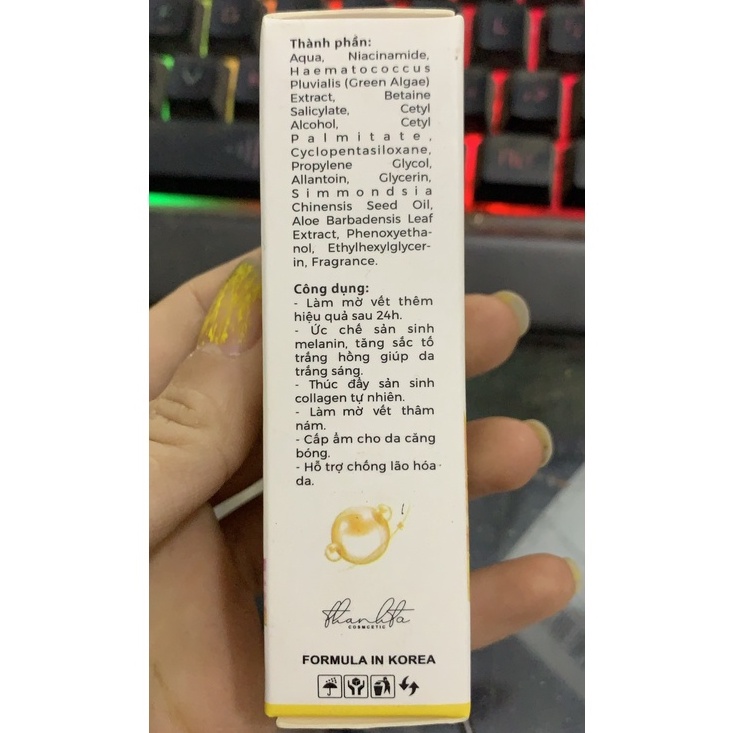 Thành phần:
Aqua, Niacinamide,
Haematococcus
Pluvialis (Green Algae)
Extract, Betaine
Salicylate, Cetyl
Alcohol, Cetyl
Palmitate,
Cyclopentasiloxane,
Propylene Glycol,
Allantoin, Glycerin,
Simmondsia
Chinensis Seed Oil,
Aloe Barbadensis Leaf
Extract, Phenoxyetha-
nol, Ethylhexylglycer-
in, Fragrance.
Công dụng:
- Làm mờ vết thêm
hiệu quả sau 24h.
- Ức chế sản sinh
melanin, tăng sắc tố
trắng hồng giúp da
trắng sáng.
- Thúc đẩy sản sinh
collagen tự nhiên.
- Làm mờ vết thâm
nám.
- Cấp ẩm cho da căng
bóng.
- Hỗ trợ chống lão hóa
da.
thanhta
COSMCETIC
FORMULA IN KOREA